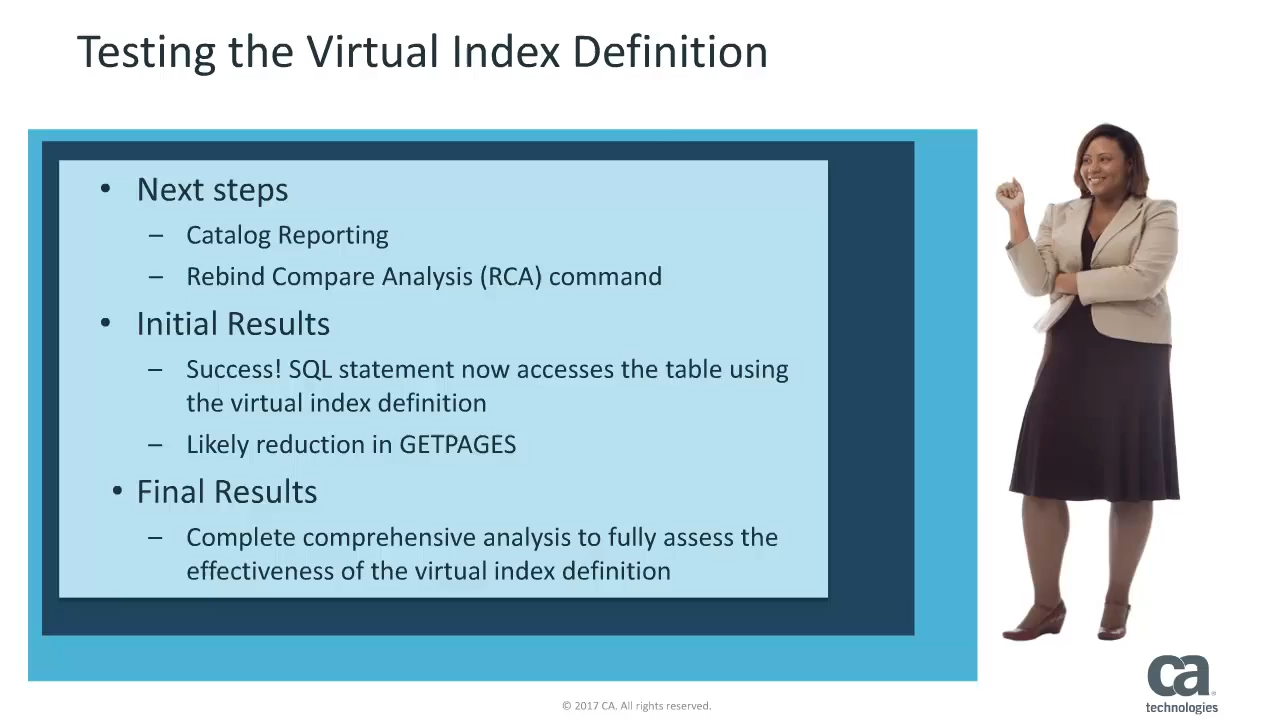 Testing the Virtual Index Definition
• Next steps
– Catalog Reporting
– Rebind Compare Analysis (RCA) command
• Initial Results
– Success! SQL statement now accesses the table using
the virtual index definition
– Likely reduction in GETPAGES
• Final Results
– Complete comprehensive analysis to fully assess the
effectiveness of the virtual index definition
© 2017 CA. All rights reserved.
ca
technologies